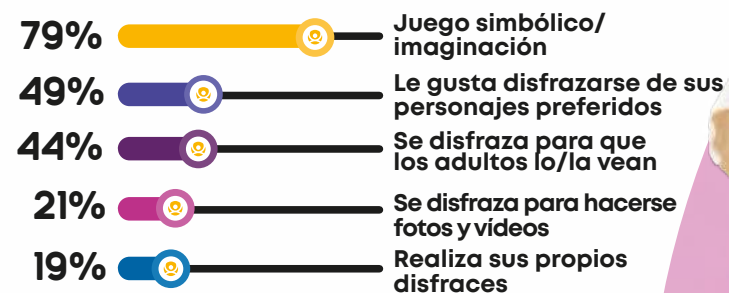 79%
Juego simbólico/
imaginación
49%
Le gusta disfrazarse de sus
personajes preferidos
44%
Se disfraza para que
los adultos lo/la vean
21%
Se disfraza para hacerse
fotos y vídeos
19%
Realiza sus propios
disfraces